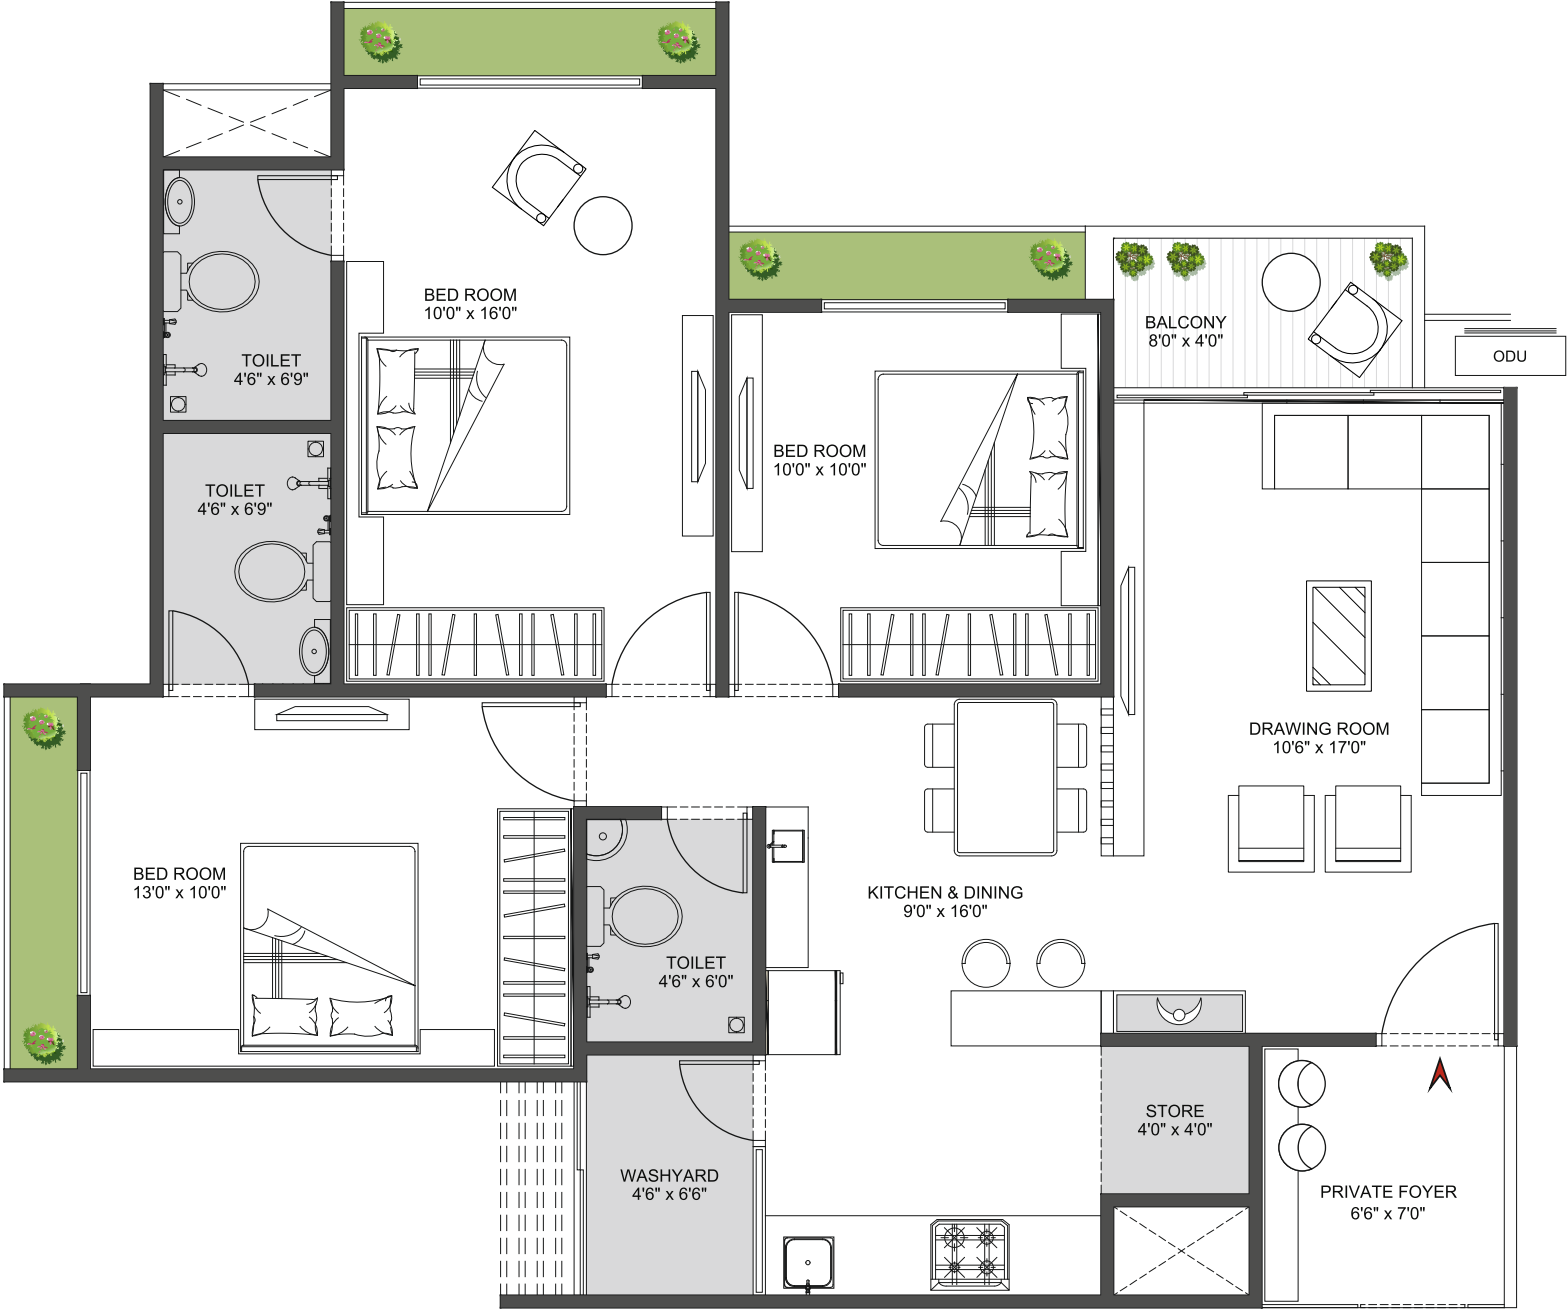 BED ROOM
10'0" x 16'0"
BALCONY
8'0" x 4'0"
ODU
TOILET
4'6" x 6'9"
BED ROOM
10'0" x 10'0"
TOILET
4'6" x 6'9"
DRAWING ROOM
10'6" x 17'0"
BED ROOM
13'0" x 10'0"
KITCHEN & DINING
9'0" x 16'0"
TOILET
4'6" x 6'0"
STORE
4'0" x 4'0"
WASHYARD
4'6" x 6'6"
PRIVATE FOYER
6'6" x 7'0"